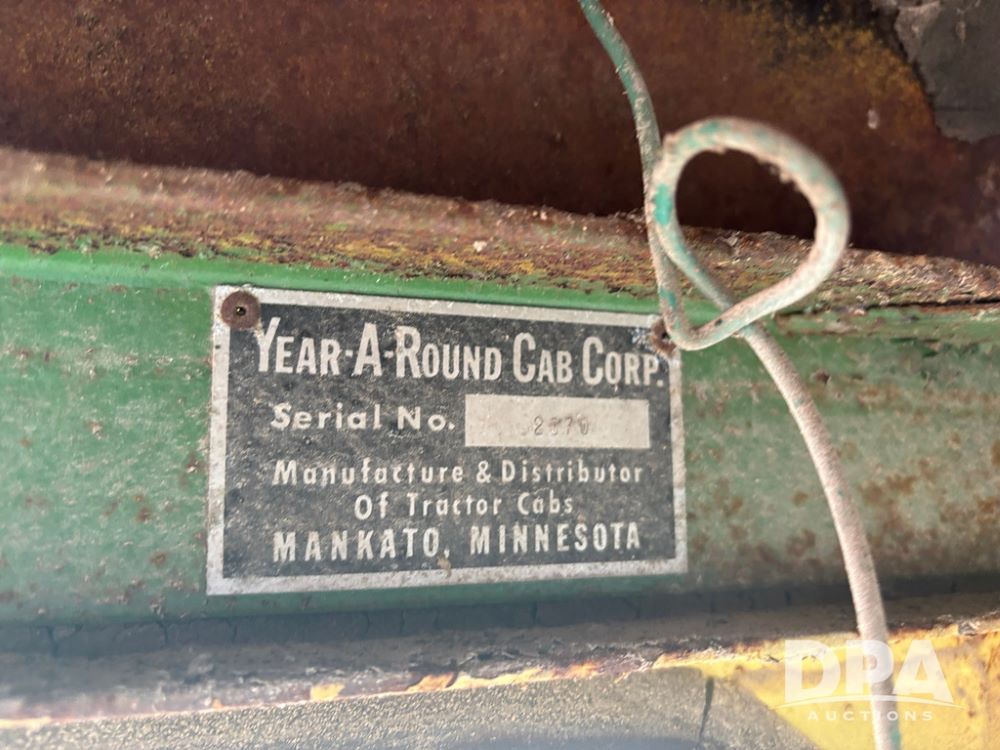 YEAR-A-ROUND CAB CORP.
Serial No.
Manufacture & Distributor
Of Tractor Cabs
MANKATO, MINNESOTA
DPA
AUCTIONS